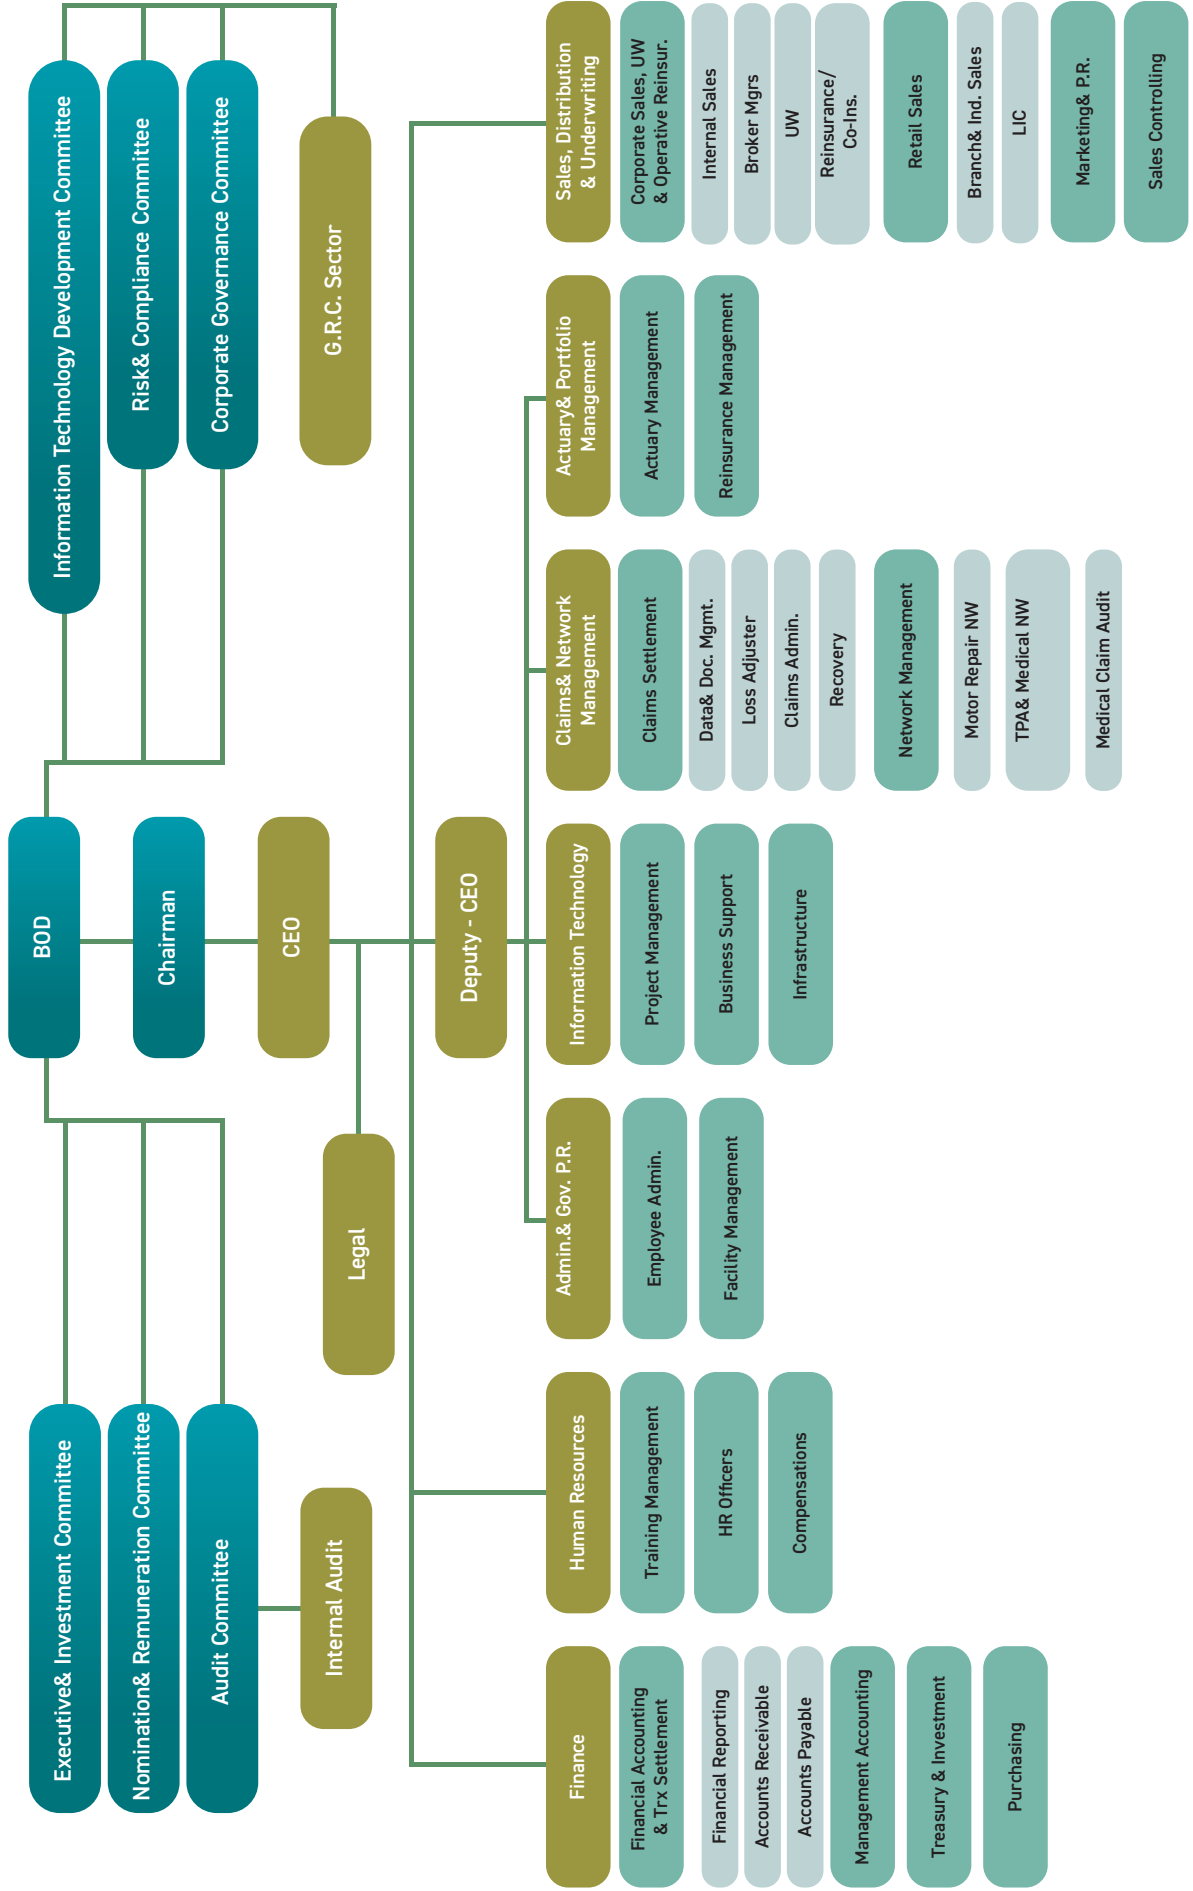 BOD
Chairman
CEO
Deputy - CEO
Legal
Executive& Investment Committee
Nomination& Remuneration Committee
Audit Committee
Internal Audit
Information Technology Development Committee
Risk& Compliance Committee
Corporate Governance Committee
G.R.C. Sector
Finance
Financial Accounting
& Trx Settlement
Financial Reporting
Accounts Receivable
Accounts Payable
Management Accounting
Treasury & Investment
Purchasing
Human Resources
Training Management
HR Officers
Compensations
Admin.& Gov. P.R.
Employee Admin.
Facility Management
Information Technology
Project Management
Business Support
Infrastructure
Claims& Network
Management
Claims Settlement
Data& Doc. Mgmt.
Loss Adjuster
Claims Admin.
Recovery
Network Management
Motor Repair NW
TPA& Medical NW
Medical Claim Audit
Actuary& Portfolio
Management
Actuary Management
Reinsurance Management
Sales, Distribution
& Underwriting
Corporate Sales, UW
& Operative Reinsur.
Internal Sales
Broker Mgrs
UW
Reinsurance/
Co-Ins.
Retail Sales
Branch& Ind. Sales
LIC
Marketing& P.R.
Sales Controlling